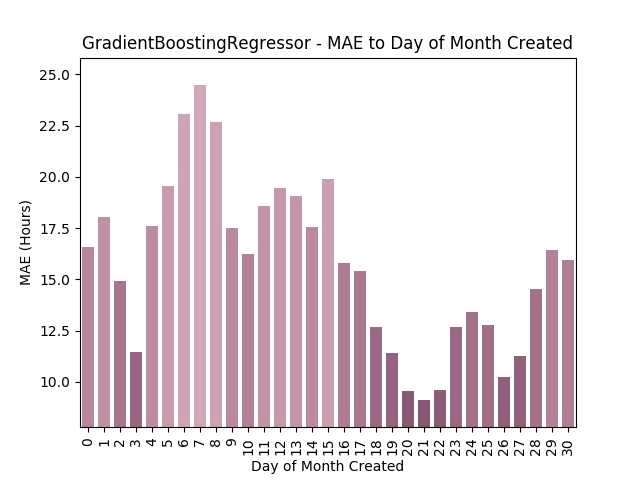 GradientBoostingRegressor - MAE to Day of Month Created
25.0
22.5
20.0
17.5
15.0
12.5
10.0
MAE (Hours)
0 1 2 3 4 5 6 7 8 9 10 11 12 13 14 15 16 17 18 19 20 21 22 23 24 25 26 27 28 29 30
Day of Month Created